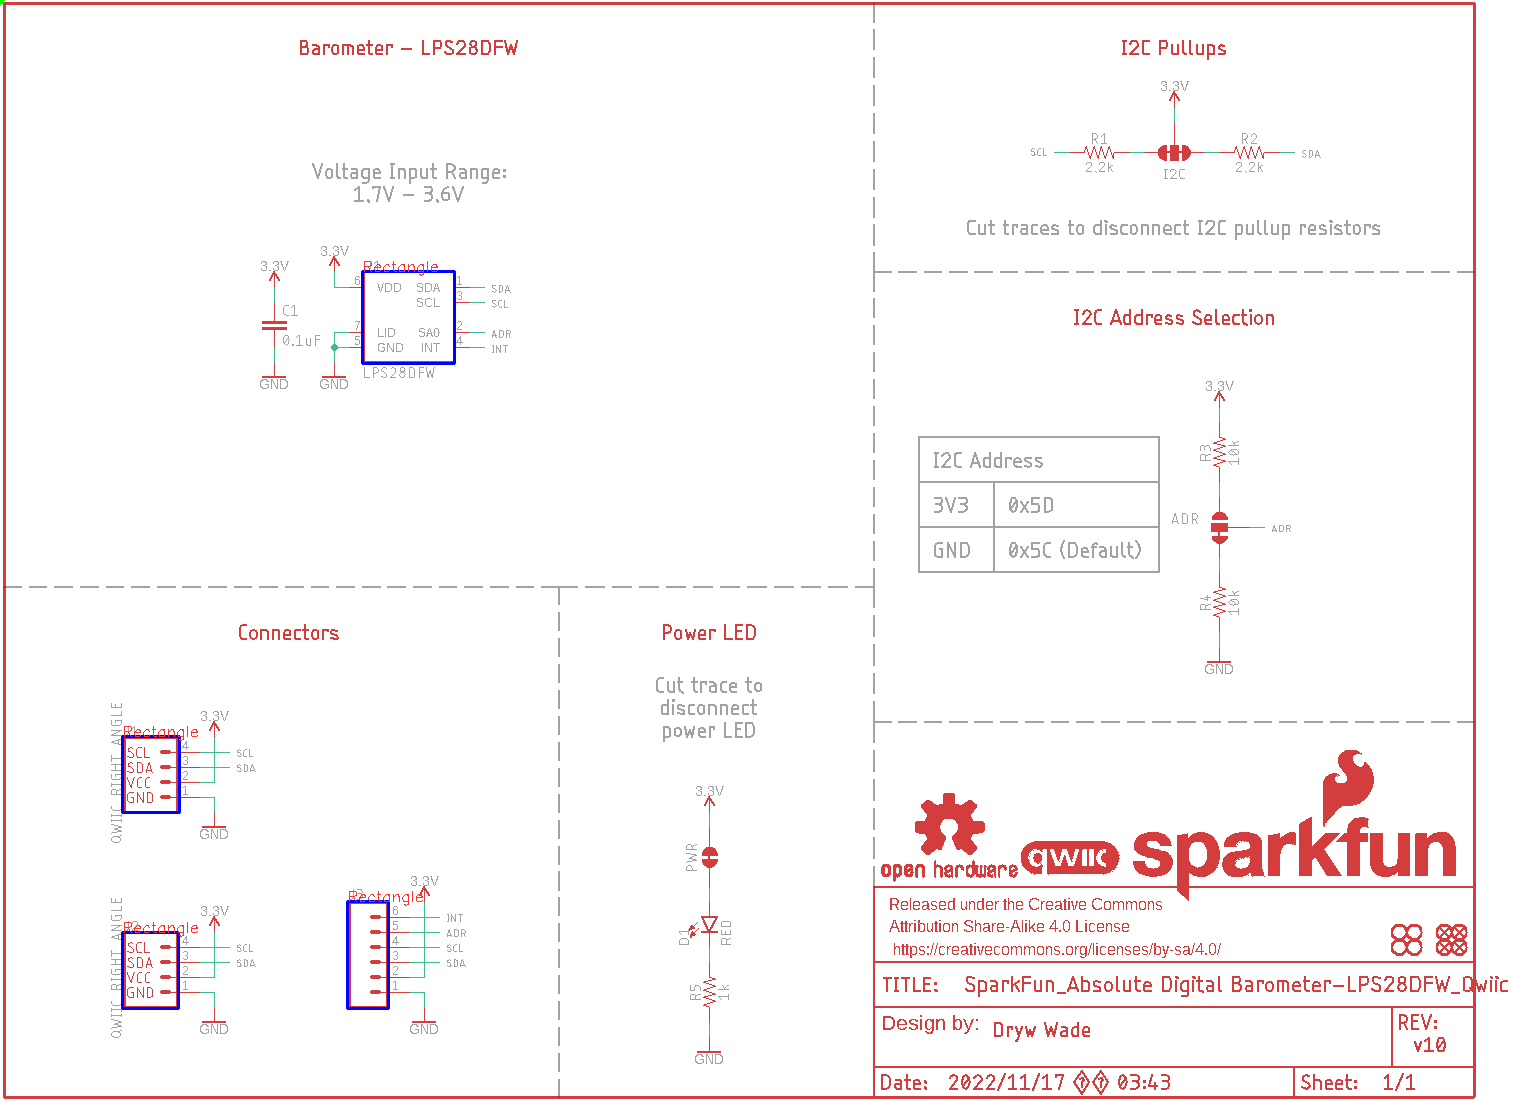 Barometer - LPS28DFW
Voltage Input Range:
1.7V - 3.6V
3.3V
C1
0.1uF
GND
3.3V
GND
Rectangle
6
VDD
SDA
1
SDA
SCL
3
SCL
7
LID
SA0
2
ADR
5
GND
INT
4
INT
LPS28DFW
I2C Pullups
3.3V
SCL
R1
2.2k
I2C
R2
2.2k
SDA
Cut traces to disconnect I2C pullup resistors
I2C Address Selection
I2C Address
3V3
0x5D
GND
0x5C (Default)
3.3V
R3
10k
ADR
ADR
R4
10k
GND
Connectors
QWIIC RIGHT ANGLE
Rectangle
3.3V
SCL
4
SCL
SDA
3
SDA
VCC
2
GND
1
GND
QWIIC RIGHT ANGLE
Rectangle
3.3V
SCL
4
SCL
SDA
3
SDA
VCC
2
GND
1
GND
Rectangle
3.3V
6
INT
5
ADR
4
SCL
3
SDA
2
1
GND
Power LED
Cut trace to
disconnect
power LED
3.3V
PWR
D1
RED
R5
1k
GND
open hardware
qwiic
sparkfun
Released under the Creative Commons
Attribution Share-Alike 4.0 License
https://creativecommons.org/licenses/by-sa/4.0/
TITLE: SparkFun_Absolute Digital Barometer-LPS28DFW_Qwiic
Design by: Dryw Wade
REV:
v10
Date: 2022/11/17 �� 03:43
Sheet: 1/1